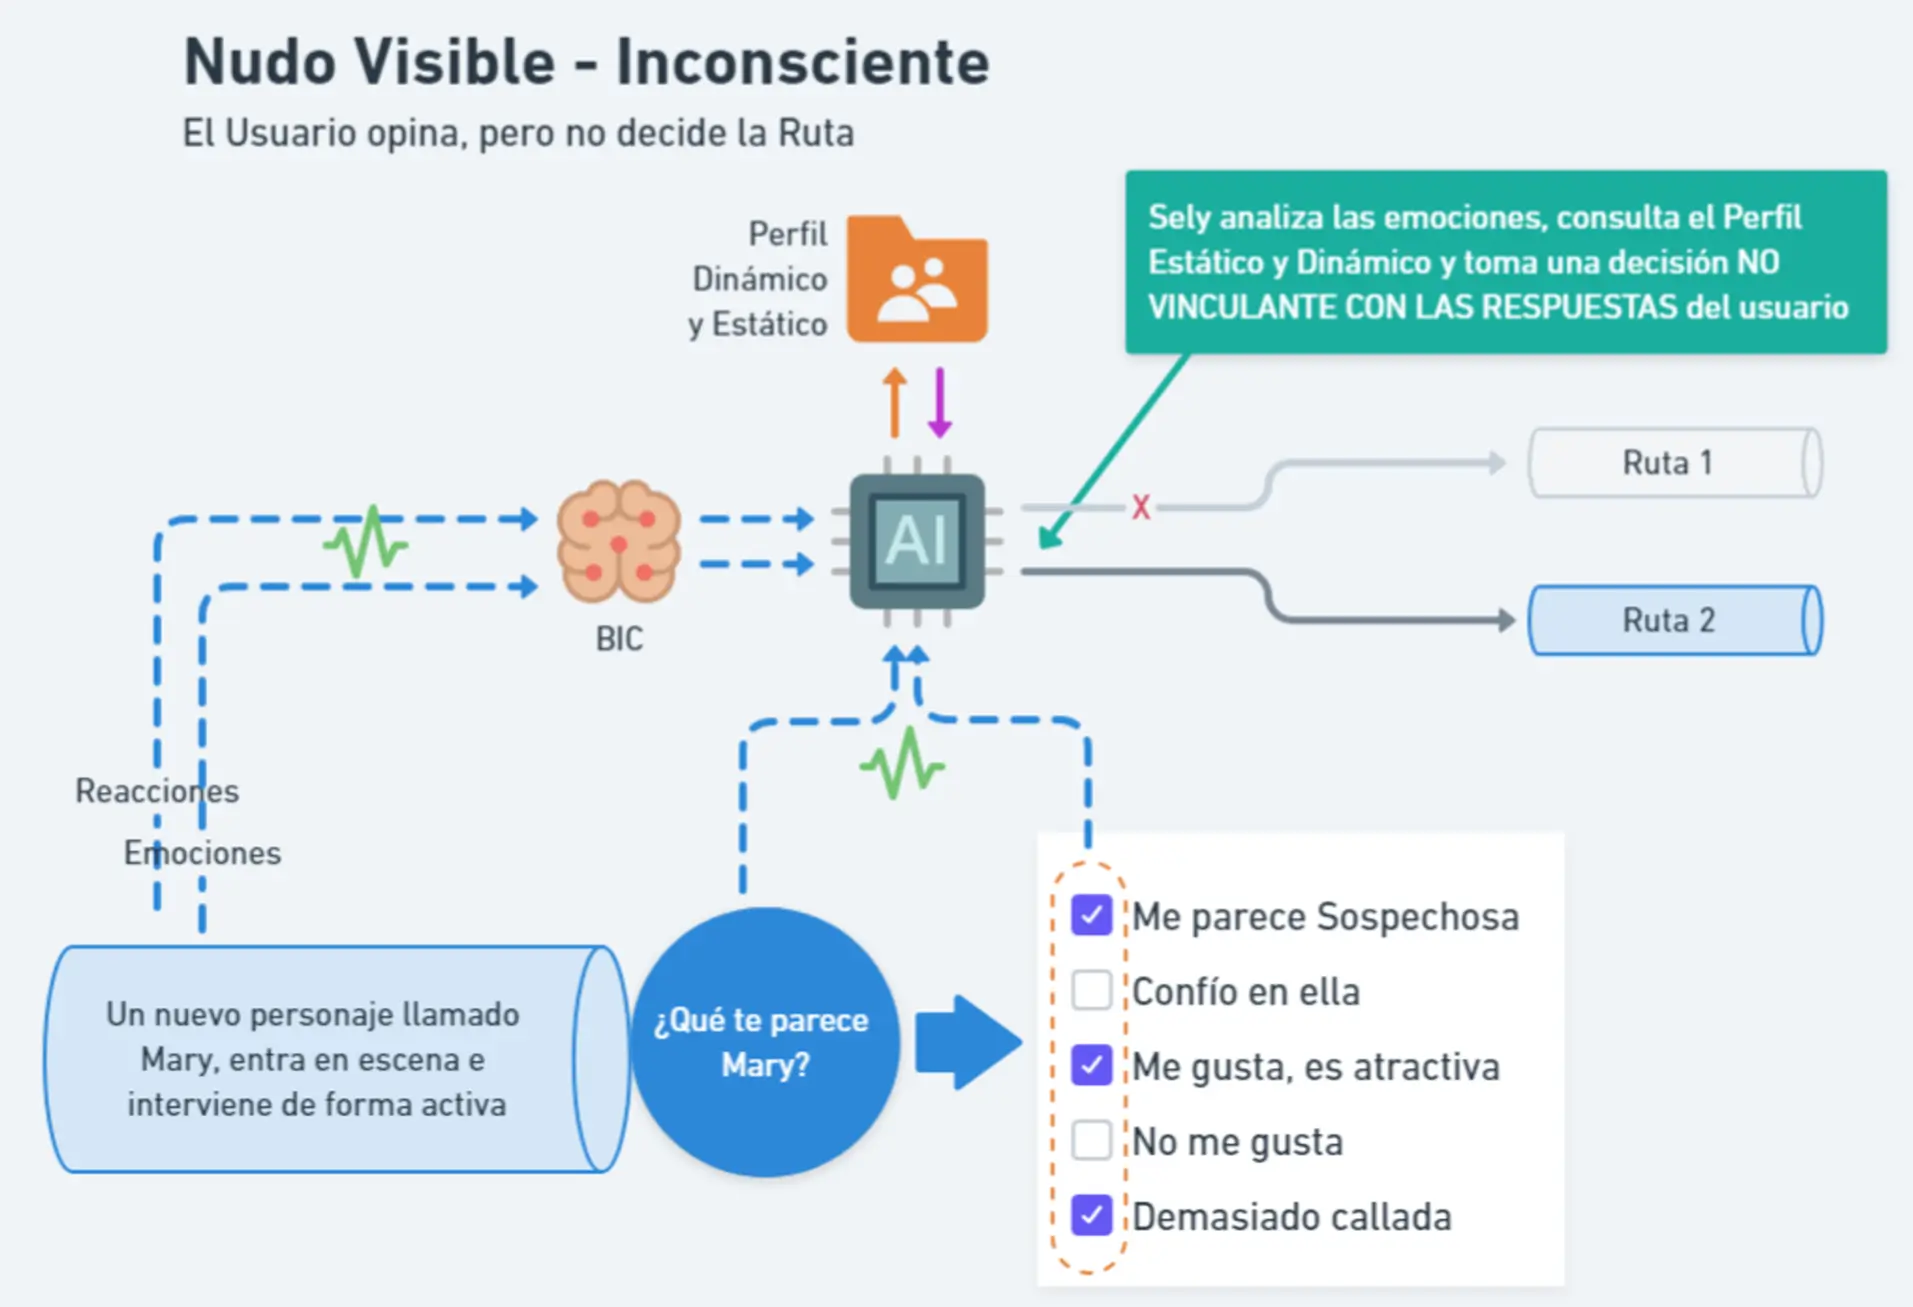 Nudo Visible - Inconsciente
El Usuario opina, pero no decide la Ruta
Perfil
Dinámico
y Estático
Sely analiza las emociones, consulta el Perfil
Estático y Dinámico y toma una decisión NO
VINCULANTE CON LAS RESPUESTAS del usuario
AI
X
Ruta 1
Ruta 2
BIC
Reacciones
Emociones
Un nuevo personaje llamado
Mary, entra en escena e
interviene de forma activa
¿Qué te parece
Mary?
Me parece Sospechosa
Confío en ella
Me gusta, es atractiva
No me gusta
Demasiado callada